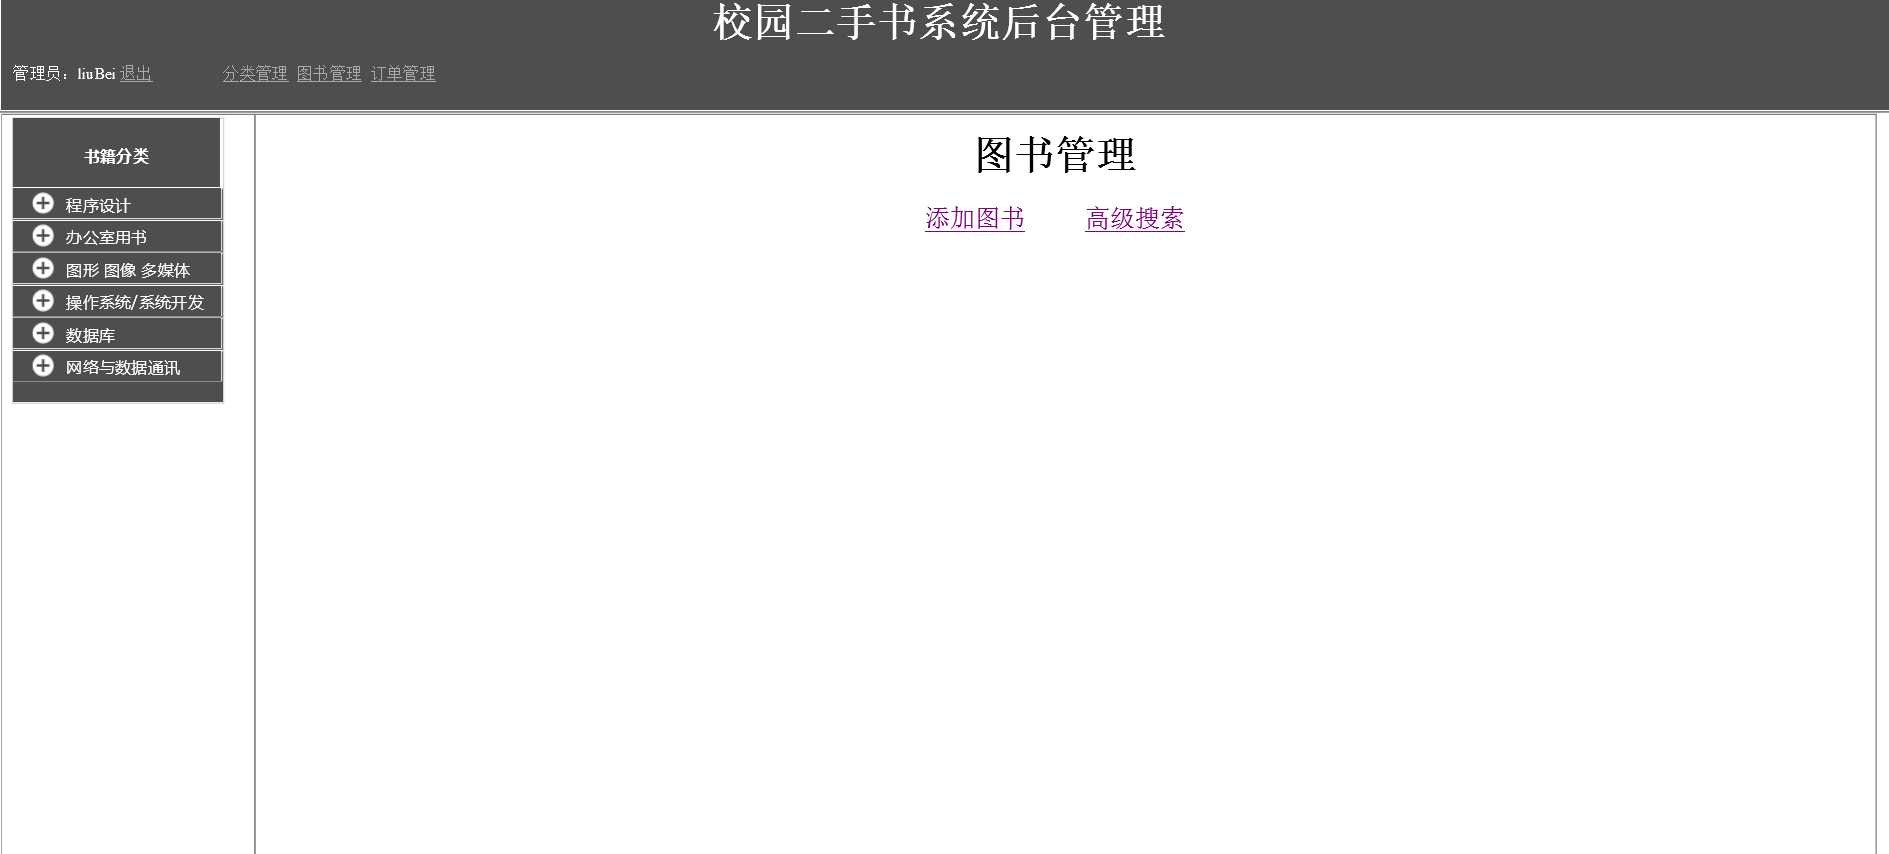 校园二手书系统后台管理
管理员：liuBei 退出 分类管理 图书管理 订单管理
书籍分类
程序设计
办公室用书
图形 图像 多媒体
操作系统/系统开发
数据库
网络与数据通讯
图书管理
添加图书 高级搜索